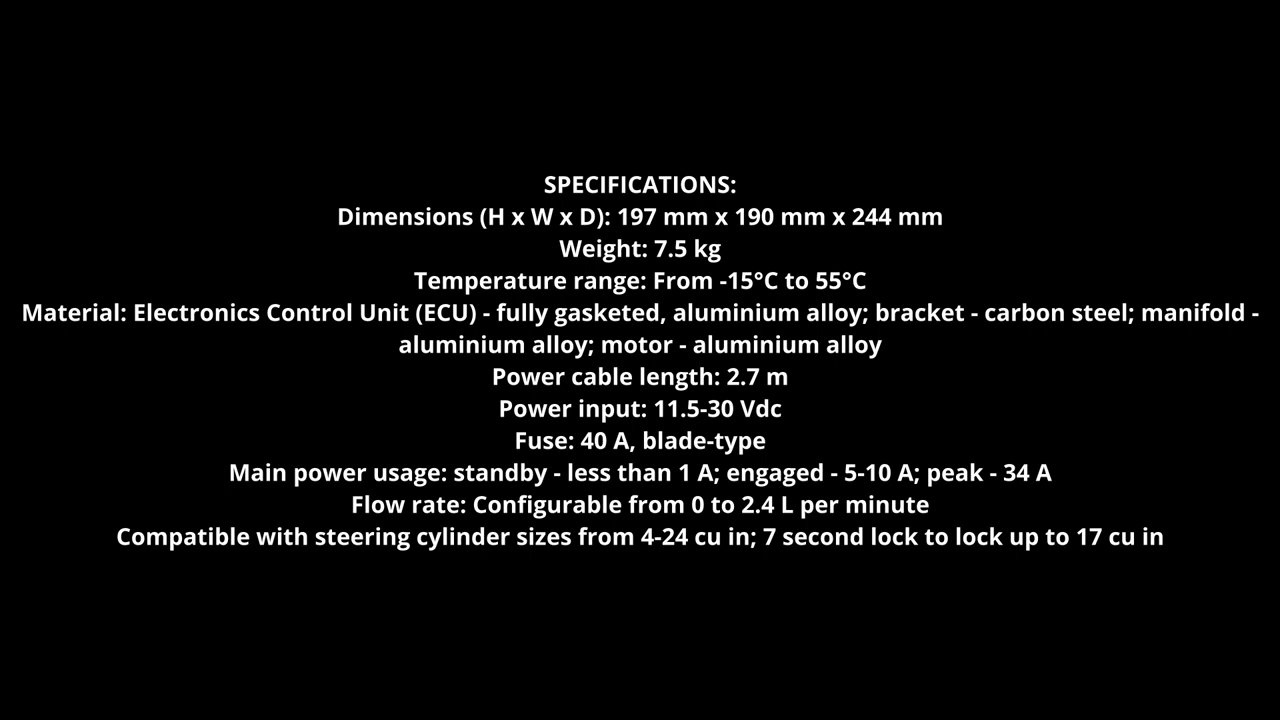 SPECIFICATIONS:
Dimensions (H x W x D): 197 mm x 190 mm x 244 mm
Weight: 7.5 kg
Temperature range: From -15°C to 55°C
Material: Electronics Control Unit (ECU) - fully gasketed, aluminium alloy; bracket - carbon steel; manifold -
aluminium alloy; motor - aluminium alloy
Power cable length: 2.7 m
Power input: 11.5-30 Vdc
Fuse: 40 A, blade-type
Main power usage: standby - less than 1 A; engaged - 5-10 A; peak - 34 A
Flow rate: Configurable from 0 to 2.4 L per minute
Compatible with steering cylinder sizes from 4-24 cu in; 7 second lock to lock up to 17 cu in